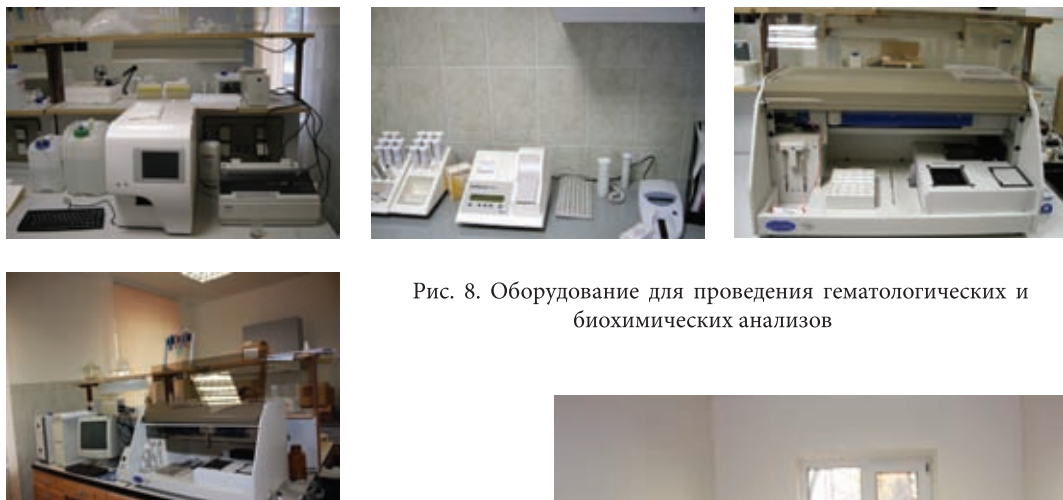 Рис. 8. Оборудование для проведения гематологических и
биохимических анализов